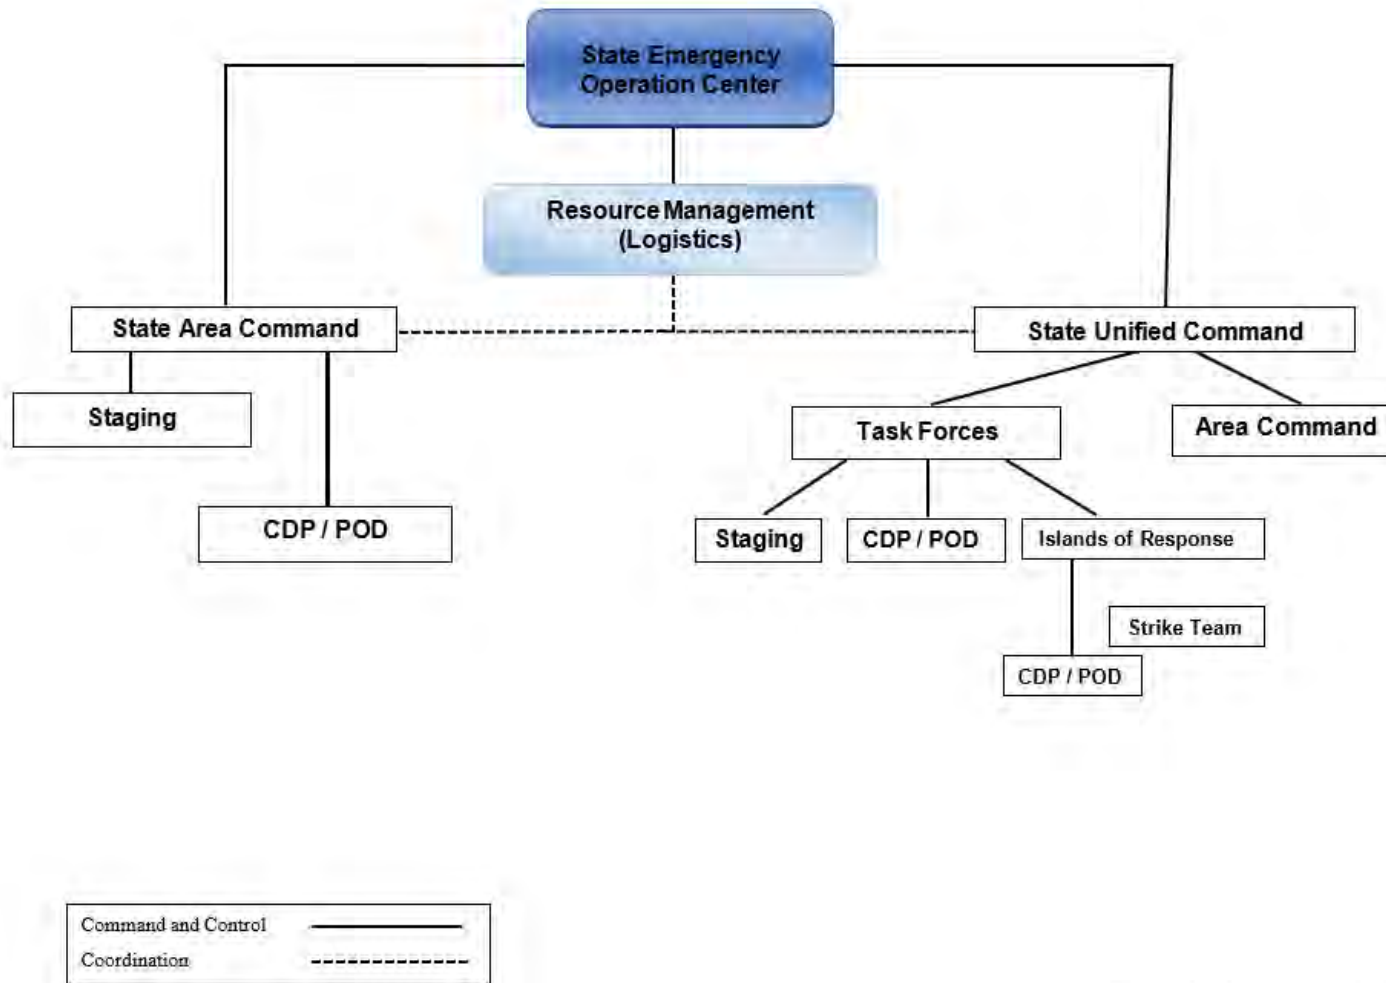 State Emergency
Operation Center
Resource Management
(Logistics)
State Area Command
State Unified Command
Staging
Task Forces
Area Command
CDP / POD
Staging
CDP / POD
Islands of Response
Strike Team
CDP / POD
Command and Control
Coordination